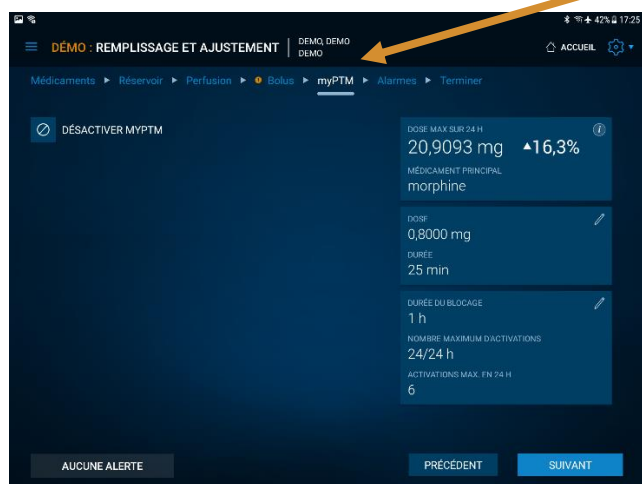 42% 17:25
DÉMO : REMPLISSAGE ET AJUSTEMENT
DEMO, DEMO
DEMO
ACCUEIL
Médicaments ► Réservoir ► Perfusion ► Bolus ► myPTM ► Alarmes ► Terminer
DÉSACTIVER MYPTM
DOSE MAX SUR 24 H
20,9093 mg ▲16,3%
MÉDICAMENT PRINCIPAL
morphine
DOSE
0,8000 mg
DURÉE
25 min
DURÉE DU BLOCAGE
1 h
NOMBRE MAXIMUM D'ACTIVATIONS
24/24 h
ACTIVATIONS MAX. EN 24 H
6
AUCUNE ALERTE
PRÉCÉDENT
SUIVANT